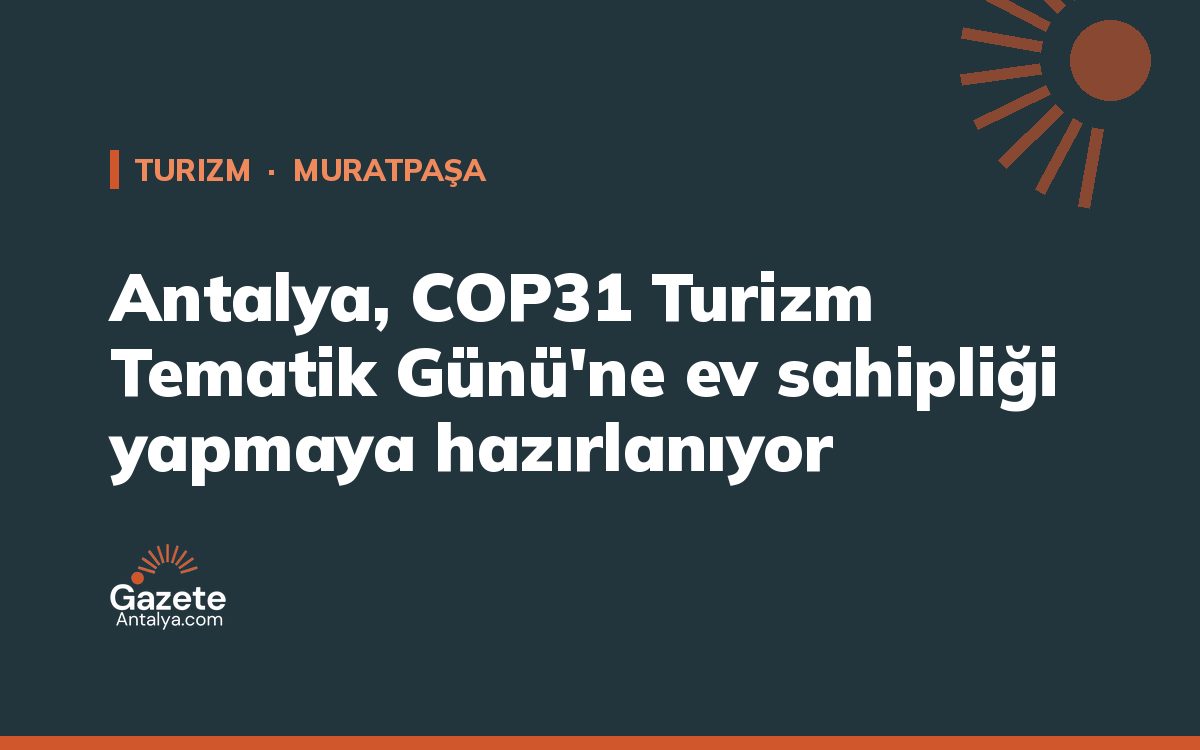 TURIZM · MURATPAŞA
Antalya, COP31 Turizm
Tematik Günü'ne ev sahipliği
yapmaya hazırlanıyor
Gazete
Antalya.com